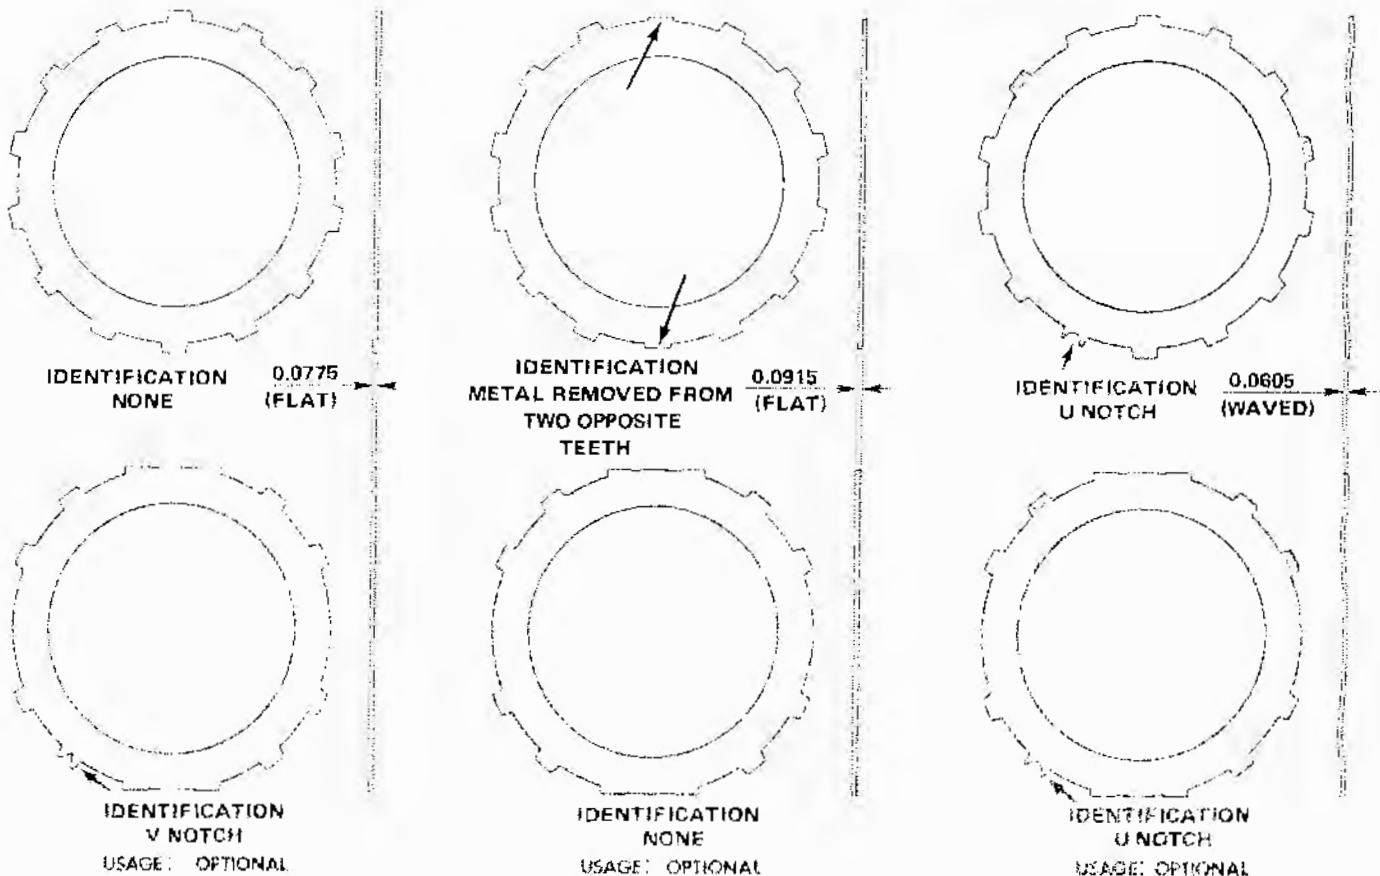 IDENTIFICATION
NONE
0.0775
(FLAT)
IDENTIFICATION
METAL REMOVED FROM
TWO OPPOSITE
TEETH
0.0915
(FLAT)
IDENTIFICATION
U NOTCH
0.0605
(WAVED)
IDENTIFICATION
V NOTCH
USAGE: OPTIONAL
IDENTIFICATION
NONE
USAGE: OPTIONAL
IDENTIFICATION
U NOTCH
USAGE: OPTIONAL